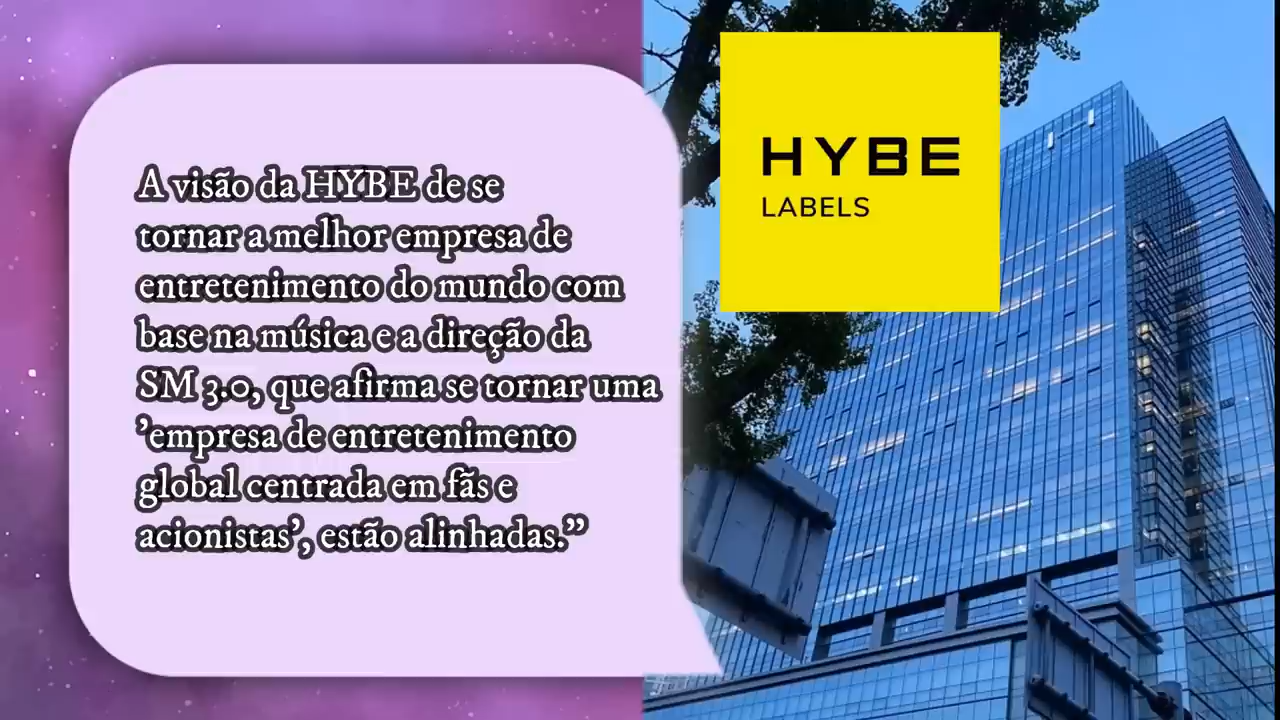 A visão da HYBE de se
tornar a melhor empresa de
entretenimento do mundo com
base na música e a direção da
SM 3.0, que afirma se tornar uma
'empresa de entretenimento
global centrada em fãs e
acionistas', estão alinhadas.”
HYBE
LABELS